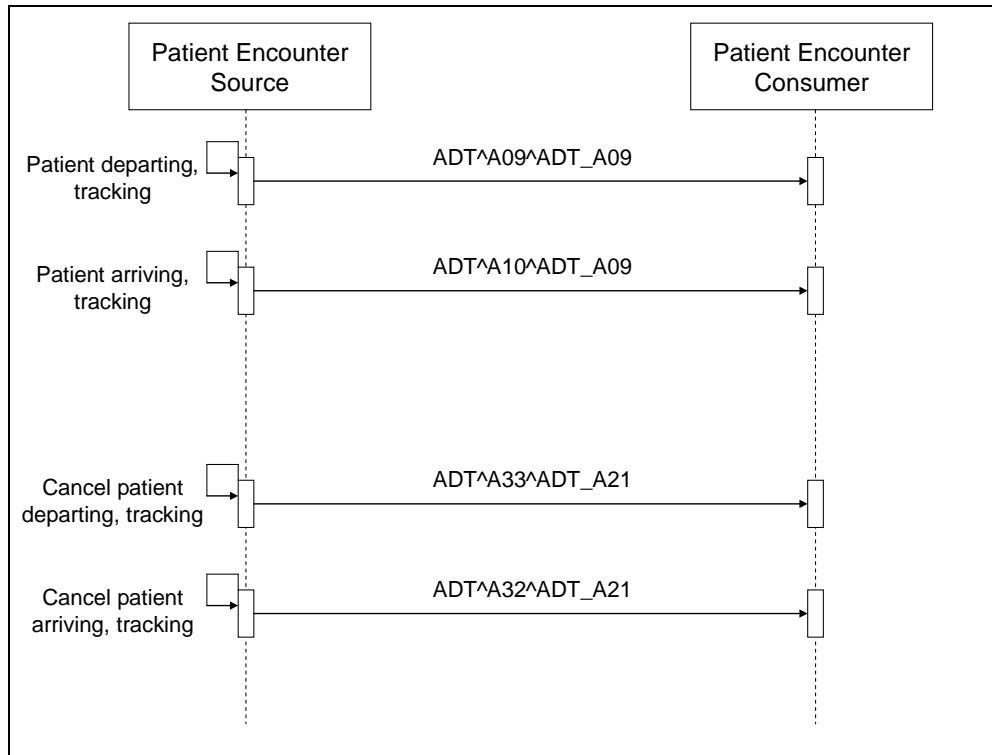 Patient Encounter
Source
Patient Encounter
Consumer
Patient departing,
tracking
ADT^A09^ADT_A09
Patient arriving,
tracking
ADT^A10^ADT_A09
Cancel patient
departing, tracking
ADT^A33^ADT_A21
Cancel patient
arriving, tracking
ADT^A32^ADT_A21